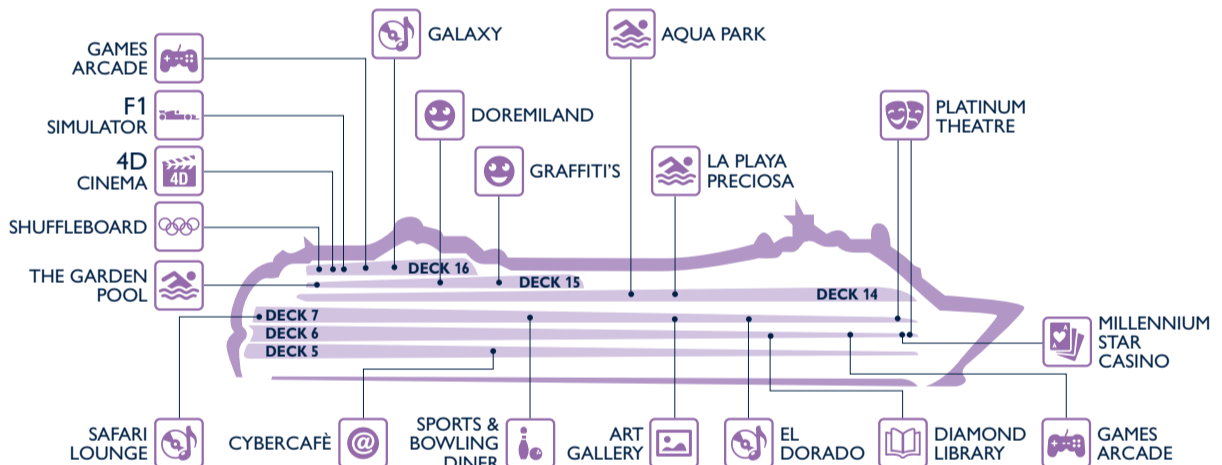 GAMES
ARCADE
GALAXY
AQUA PARK
F1
SIMULATOR
DOREMILAND
PLATINUM
THEATRE
4D
CINEMA
4D
GRAFFITI'S
LA PLAYA
PRECIOSA
SHUFFLEBOARD
THE GARDEN
POOL
DECK 16
DECK 15
DECK 14
DECK 7
DECK 6
DECK 5
A
MILLENNIUM
STAR
CASINO
SAFARI
LOUNGE
CYBERCAFÈ
@
SPORTS &
BOWLING
DINER
ART
GALLERY
EL
DORADO
DIAMOND
LIBRARY
GAMES
ARCADE